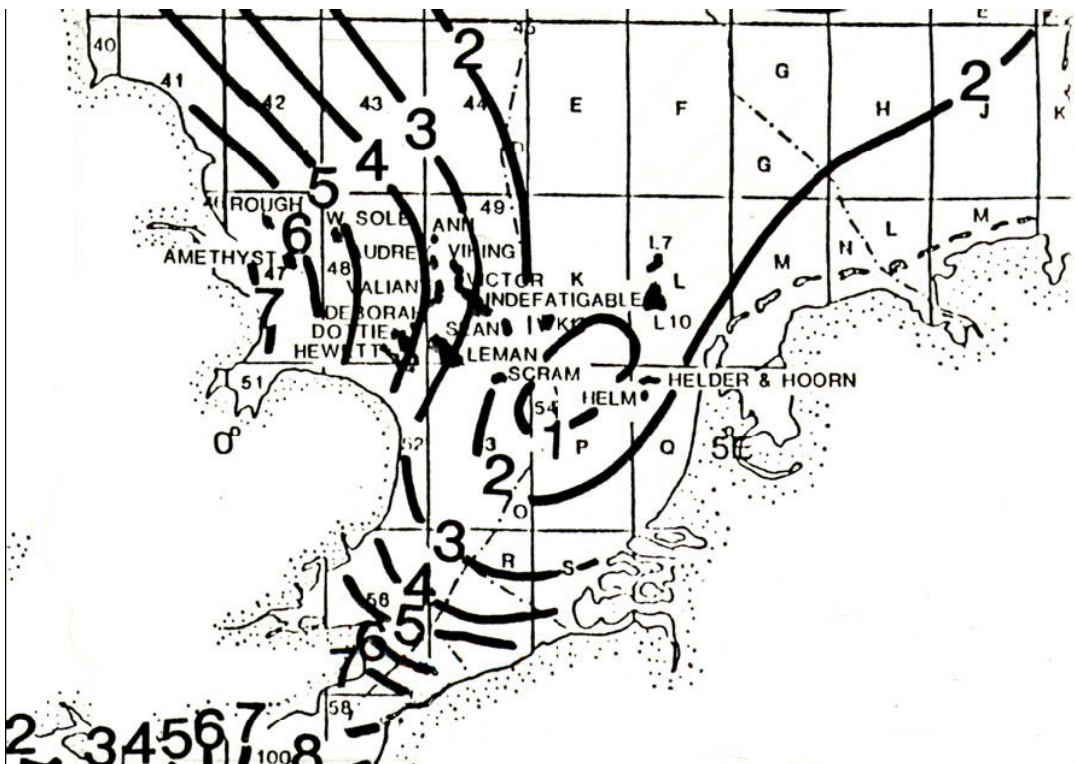 40
2
E
41
42
43
44
E
F
G
H
J
K
2
3
4
G
5
49
ROUGH
W SOLE
ANN
6
AUDREY
VIKING
L
M
AMETHYST
47
48
N
M
L7
VALIAN
VICTOR
K
L
7
INDEFATIGABLE
DEBORAH
L10
DOTTIE
SEAN
HEWETT
LEMAN
SCRAM
HELDER & HOORN
51
HELM
54
0°
52
3
1
P
Q
5E
2
3
R
S
4
56
5
6
7
58
2
3
4
5
6
7
100
8